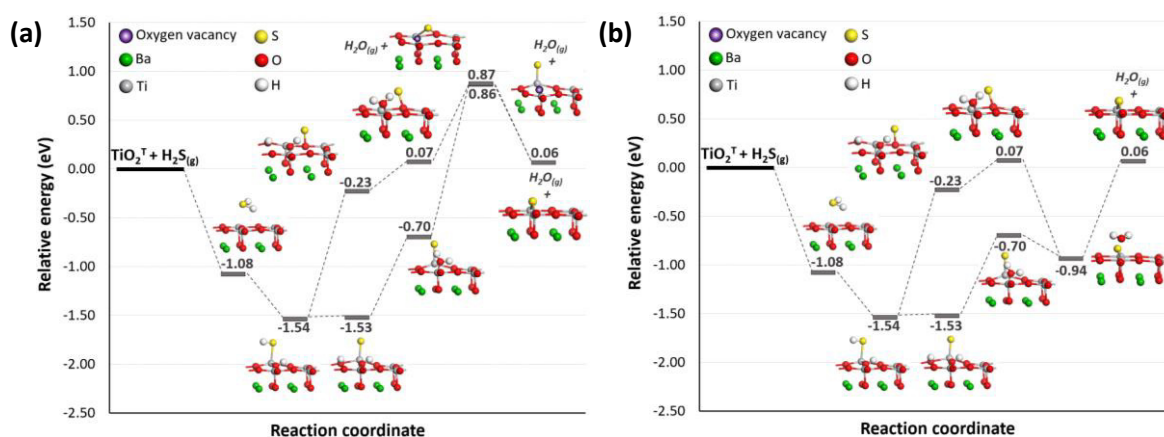 (a)
Relative energy (eV)
1.50
1.00
0.50
0.00
-0.50
-1.00
-1.50
-2.00
-2.50
Oxygen vacancy
S
Ba
O
Ti
H
TiO₂ᵀ + H₂S₍g₎
-1.08
-1.54
-1.53
-0.23
0.07
-0.70
H₂O₍g₎ +
0.87
0.86
H₂O₍g₎
+
0.06
H₂O₍g₎
+
Reaction coordinate
(b)
Relative energy (eV)
1.50
1.00
0.50
0.00
-0.50
-1.00
-1.50
-2.00
-2.50
Oxygen vacancy
S
Ba
O
Ti
H
TiO₂ᵀ + H₂S₍g₎
-1.08
-1.54
-1.53
-0.23
0.07
-0.70
-0.94
H₂O₍g₎
+
0.06
Reaction coordinate